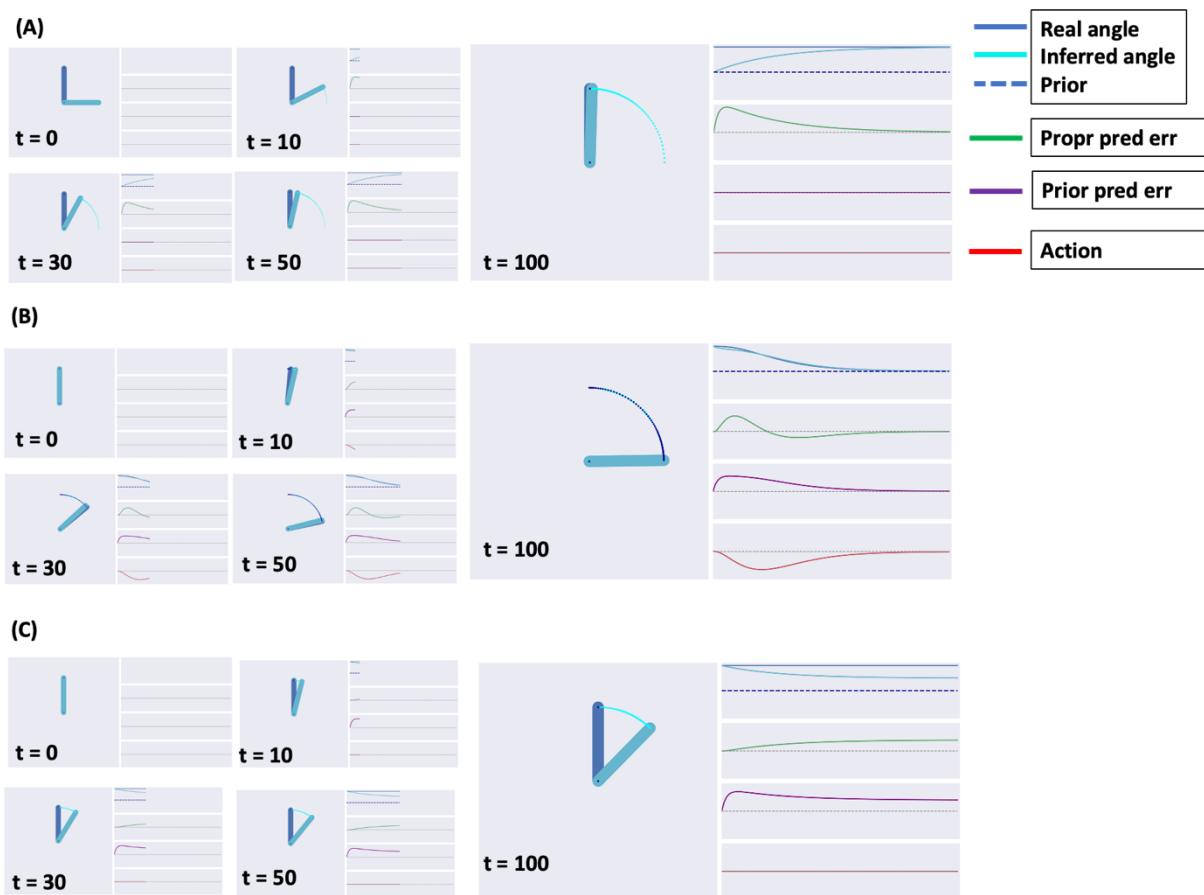 (A)
Real angle
Inferred angle
Prior
Propr pred err
Prior pred err
Action
t = 0
t = 10
t = 30
t = 50
t = 100
(B)
t = 0
t = 10
t = 30
t = 50
t = 100
(C)
t = 0
t = 10
t = 30
t = 50
t = 100